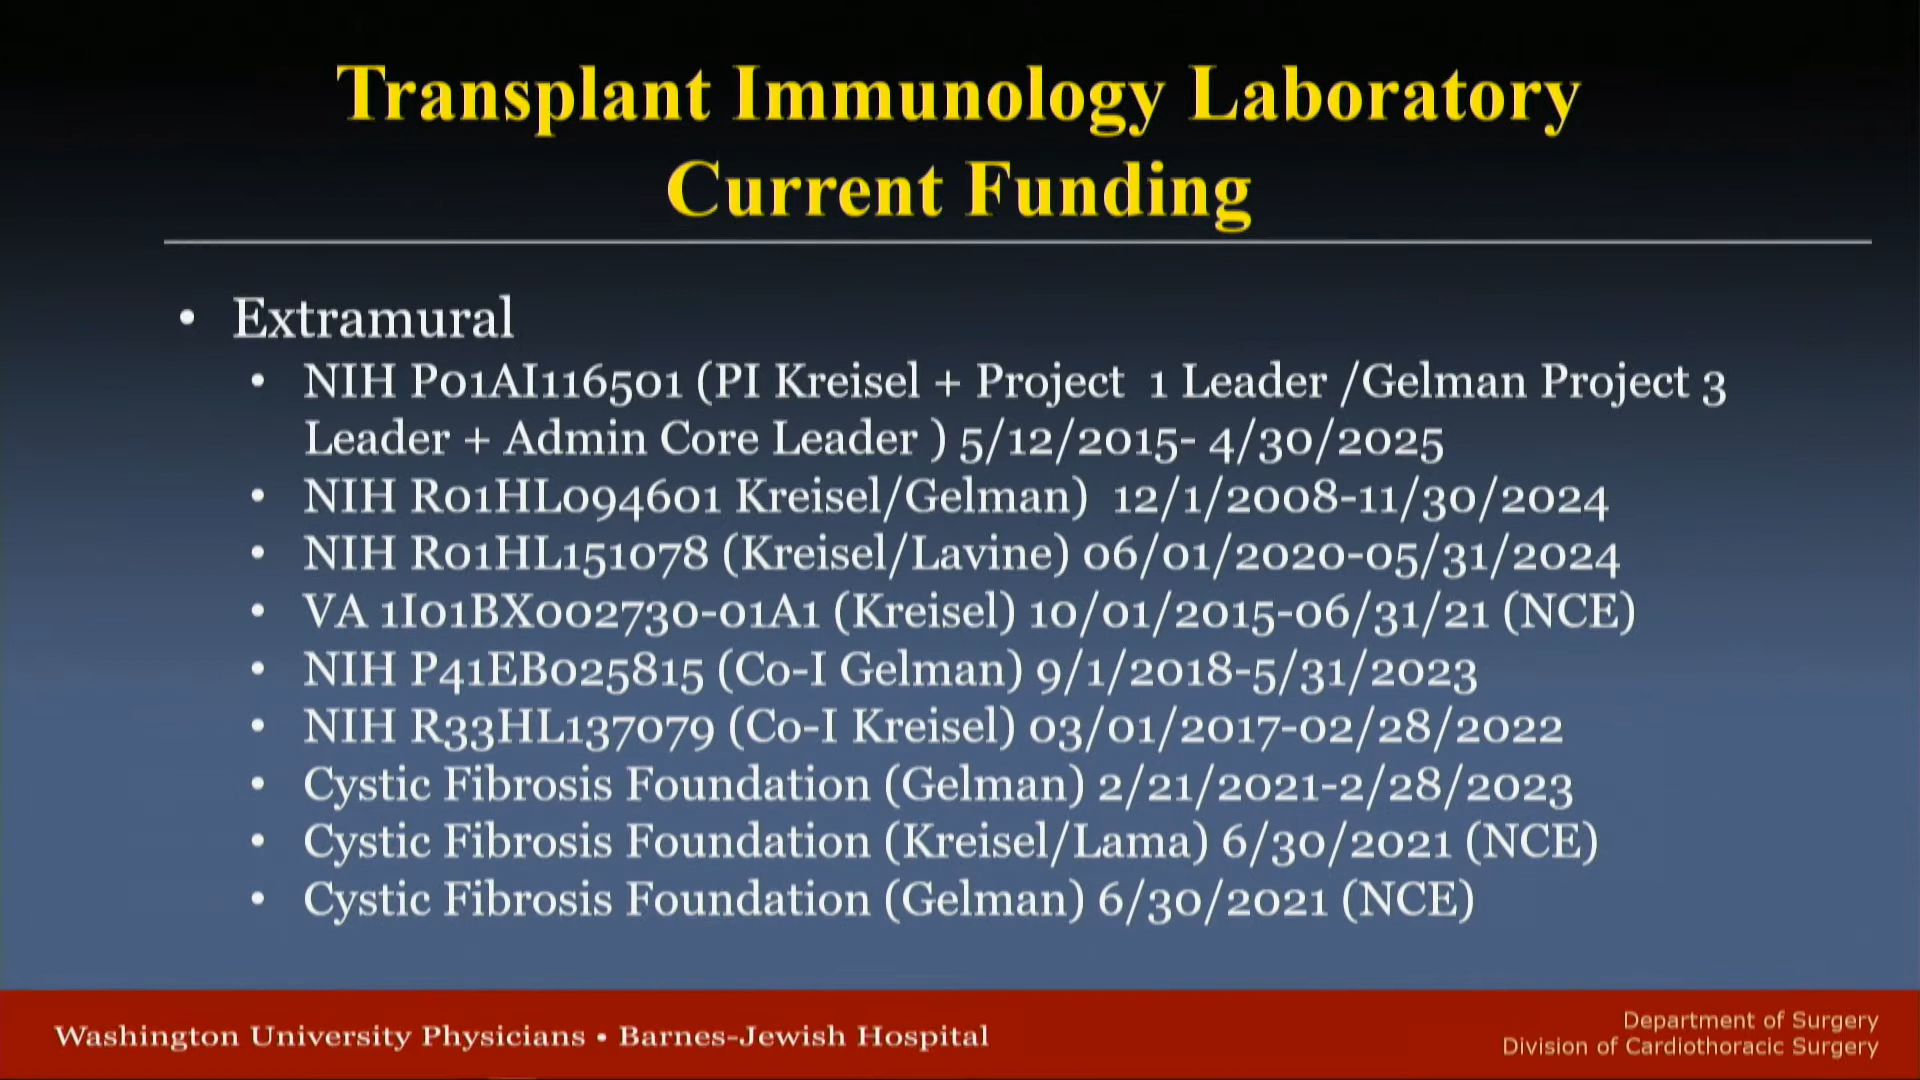 Transplant Immunology Laboratory
Current Funding
• Extramural
• NIH P01AI116501 (PI Kreisel + Project 1 Leader /Gelman Project 3
Leader + Admin Core Leader ) 5/12/2015- 4/30/2025
• NIH R01HL094601 Kreisel/Gelman) 12/1/2008-11/30/2024
• NIH R01HL151078 (Kreisel/Lavine) 06/01/2020-05/31/2024
• VA 1I01BX002730-01A1 (Kreisel) 10/01/2015-06/31/21 (NCE)
• NIH P41EB025815 (Co-I Gelman) 9/1/2018-5/31/2023
• NIH R33HL137079 (Co-I Kreisel) 03/01/2017-02/28/2022
• Cystic Fibrosis Foundation (Gelman) 2/21/2021-2/28/2023
• Cystic Fibrosis Foundation (Kreisel/Lama) 6/30/2021 (NCE)
• Cystic Fibrosis Foundation (Gelman) 6/30/2021 (NCE)
Washington University Physicians • Barnes-Jewish Hospital
Department of Surgery
Division of Cardiothoracic Surgery